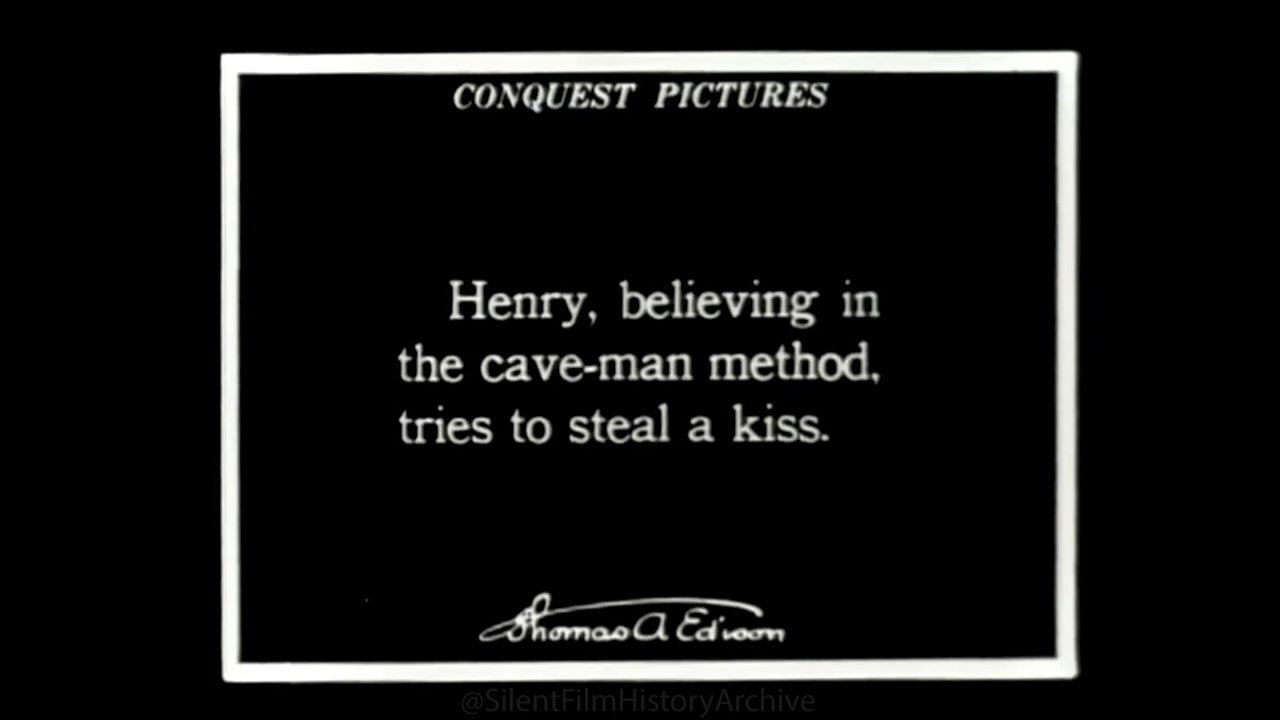 CONQUEST PICTURES
Henry, believing in
the cave-man method,
tries to steal a kiss.
Thomas A Edison
@SilentFilmHistoryArchive